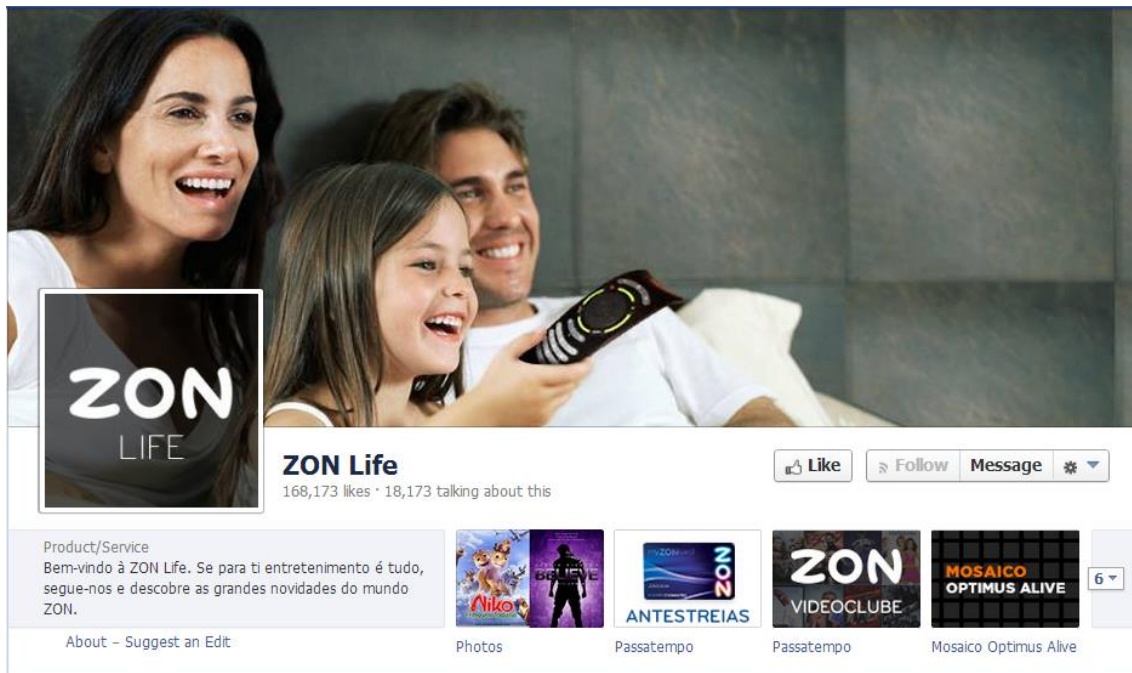 ZON
LIFE
ZON Life
168,173 likes · 18,173 talking about this
Like
Follow
Message
Product/Service
Bem-vindo à ZON Life. Se para ti entretenimento é tudo,
segue-nos e descobre as grandes novidades do mundo
ZON.
About – Suggest an Edit
Niko
BELIEVE
Photos
myZONcard
ZON
ANTESTREIAS
Passatempo
ZON
VIDEOCLUBE
Passatempo
MOSAICO
OPTIMUS ALIVE
Mosaico Optimus Alive
6